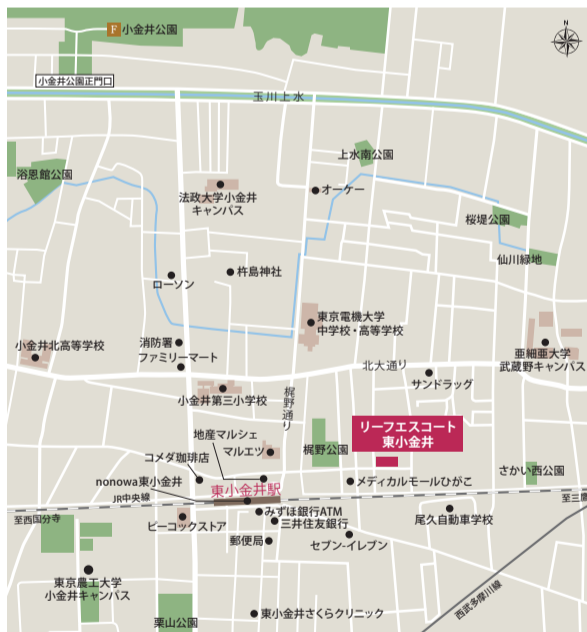 F 小金井公園
小金井公園正門口
玉川上水
浴恩館公園
法政大学小金井
キャンパス
上水南公園
オーケー
桜堤公園
仙川緑地
ローソン
杵島神社
東京電機大学
中学校・高等学校
小金井北高等学校
消防署
ファミリーマート
亜細亜大学
武蔵野キャンパス
北大通り
サンドラッグ
小金井第三小学校
梶野通り
リーフエスコート
東小金井
地産マルシェ
マルエツ
梶野公園
コメダ珈琲店
さかい西公園
nonowa東小金井
東小金井駅
メディカルモールひがこ
JR中央線
至三鷹
至西国分寺
みずほ銀行ATM
尾久自動車学校
ピーコックストア
三井住友銀行
郵便局
セブン-イレブン
東京農工大学
小金井キャンパス
西武多摩川線
栗山公園
東小金井さくらクリニック